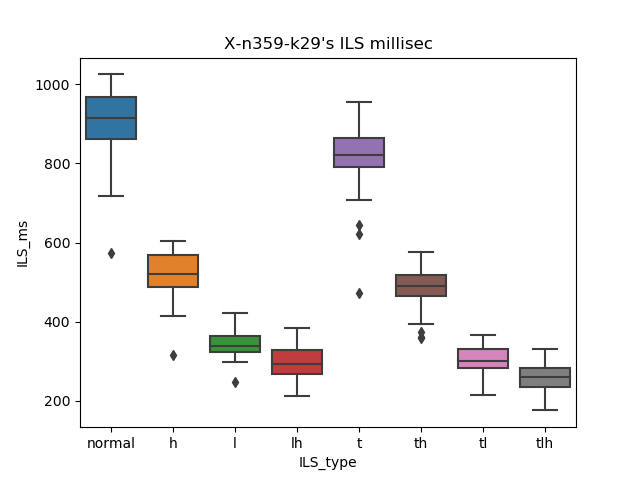 X-n359-k29's ILS millisec
1000
800
600
400
200
ILS_ms
normal h l lh t th tl tlh
ILS_type